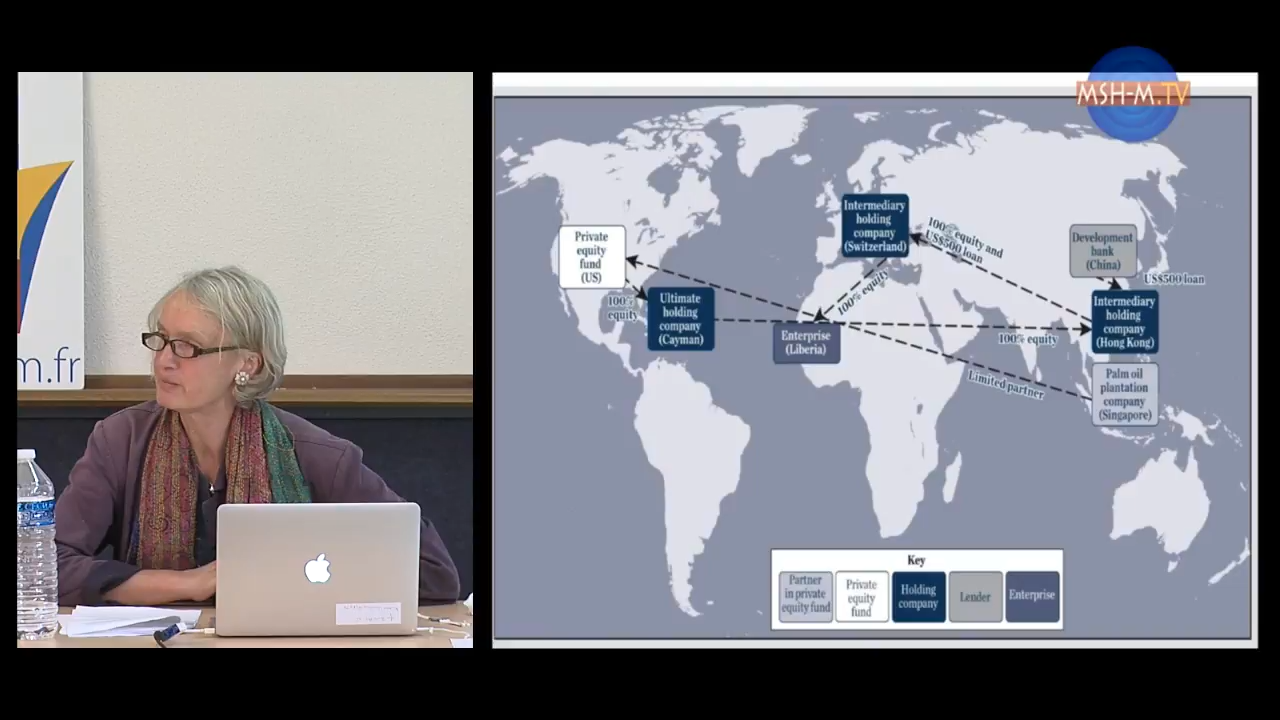 MSH-M.TV
m.fr
Private
equity
fund
(US)
100%
equity
Ultimate
holding
company
(Cayman)
Intermediary
holding
company
(Switzerland)
100% equity
Enterprise
(Liberia)
100% equity and
US$500 loan
Development
bank
(China)
US$500 loan
Intermediary
holding
company
(Hong Kong)
100% equity
Limited partner
Palm oil
plantation
company
(Singapore)
Key
Partner
in private
equity fund
Private
equity
fund
Holding
company
Lender
Enterprise